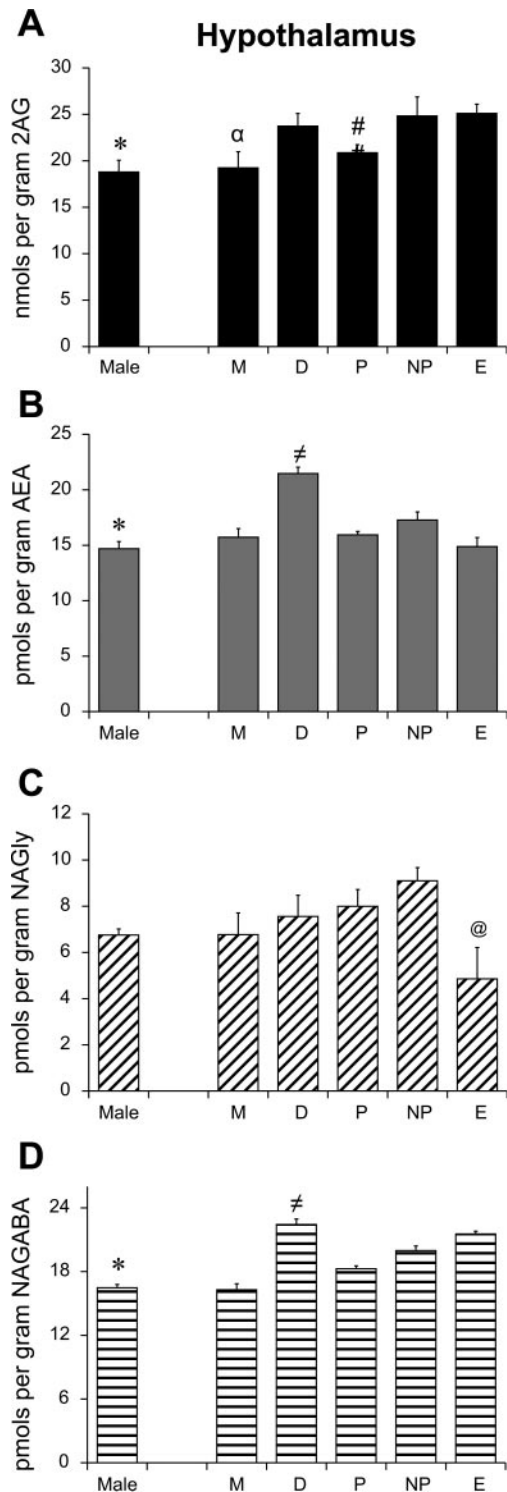 A
Hypothalamus
nmols per gram 2AG
30
25
20
15
10
5
0
*
α
#
#
Male M D P NP E
B
pmols per gram AEA
25
20
15
10
5
0
*
≠
Male M D P NP E
C
pmols per gram NAGly
12
10
8
6
4
2
0
@
Male M D P NP E
D
pmols per gram NAGABA
24
18
12
6
0
*
≠
Male M D P NP E